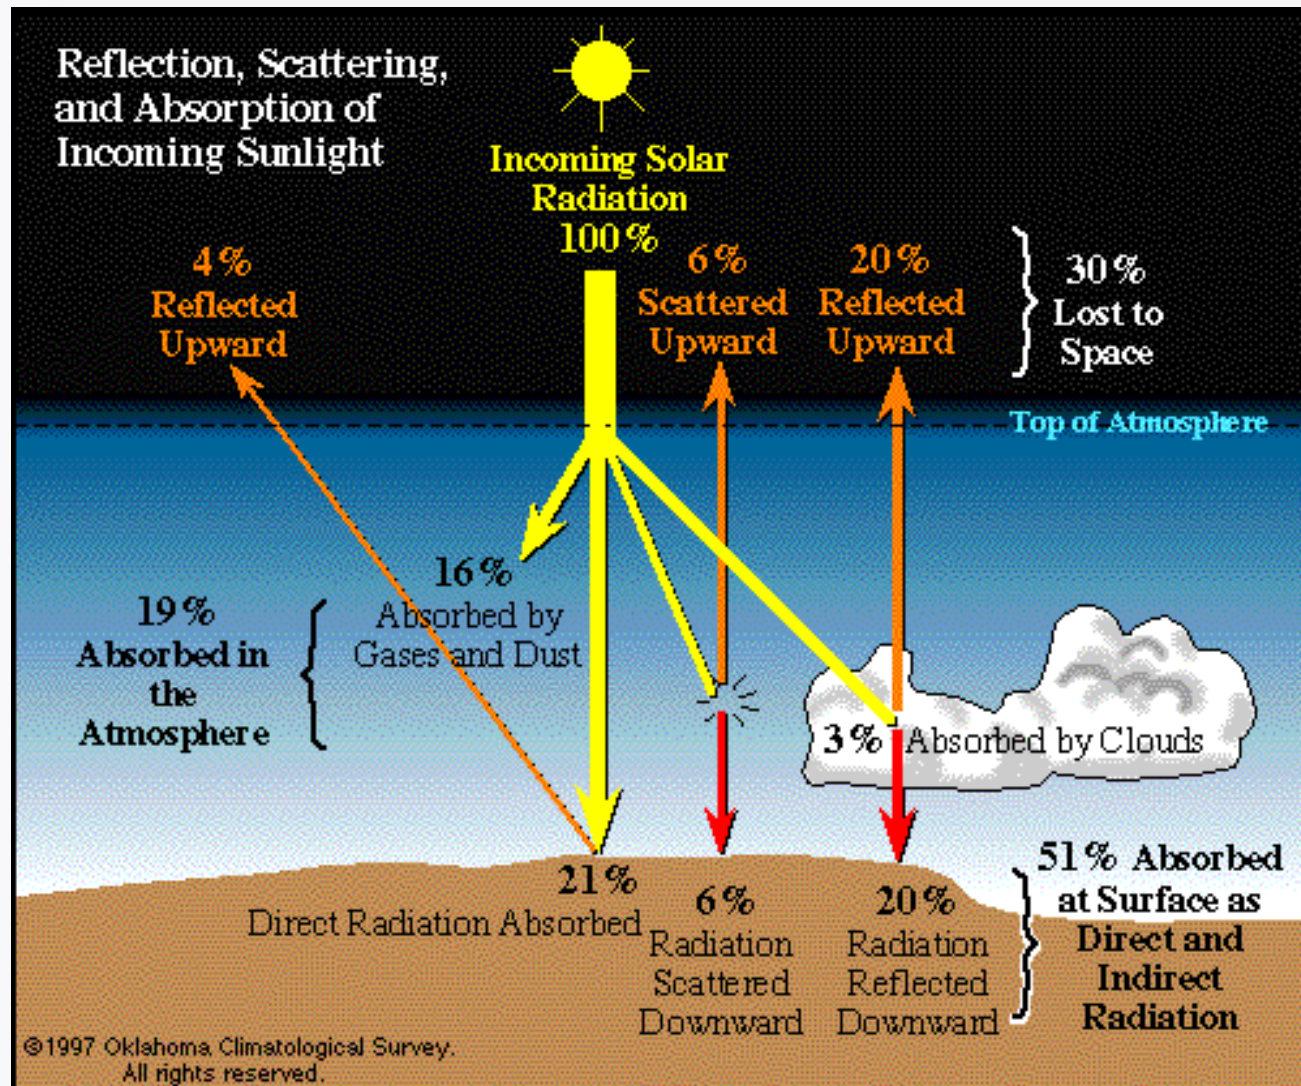 Reflection, Scattering,
and Absorption of
Incoming Sunlight
Incoming Solar
Radiation
100%
4%
Reflected
Upward
6%
Scattered
Upward
20%
Reflected
Upward
30%
Lost to
Space
Top of Atmosphere
16%
Absorbed by
Gases and Dust
19%
Absorbed in
the
Atmosphere
3% Absorbed by Clouds
21%
Direct Radiation Absorbed
6%
Radiation
Scattered
Downward
20%
Radiation
Reflected
Downward
51% Absorbed
at Surface as
Direct and
Indirect
Radiation
©1997 Oklahoma Climatological Survey.
All rights reserved.